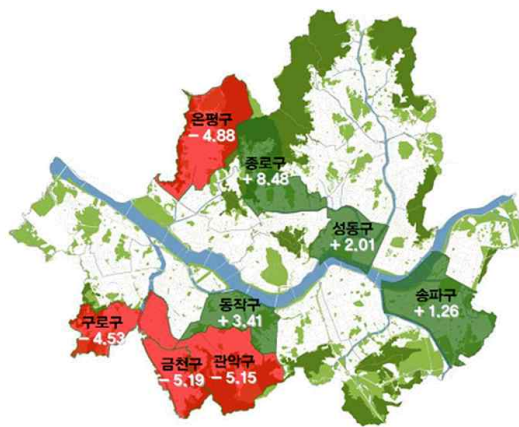 은평구
– 4.88
종로구
+ 8.48
성동구
+ 2.01
송파구
+ 1.26
동작구
+ 3.41
구로구
– 4.53
금천구
– 5.19
관악구
– 5.15